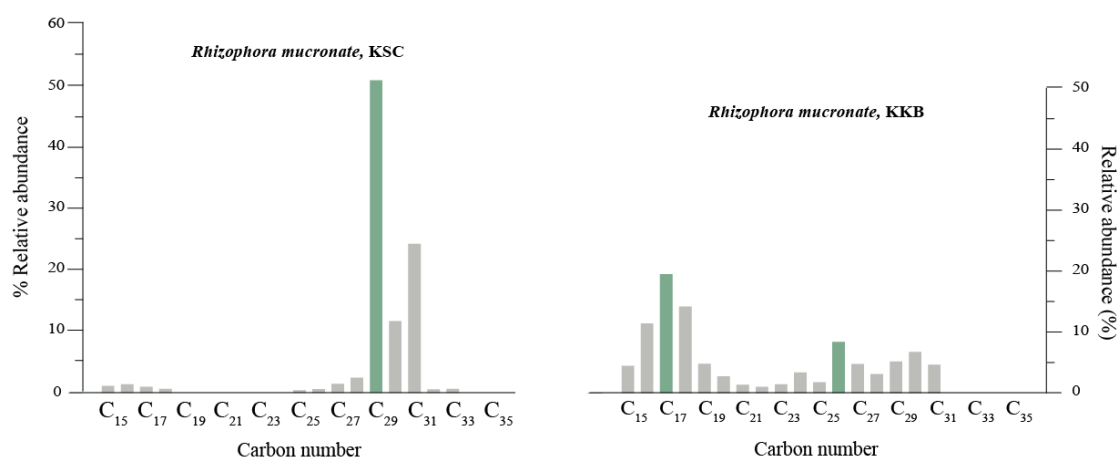 Rhizophora mucronate, KSC
% Relative abundance
60
50
40
30
20
10
0
C15 C17 C19 C21 C23 C25 C27 C29 C31 C33 C35
Carbon number
Rhizophora mucronate, KKB
50
40
30
20
10
0
Relative abundance (%)
C15 C17 C19 C21 C23 C25 C27 C29 C31 C33 C35
Carbon number